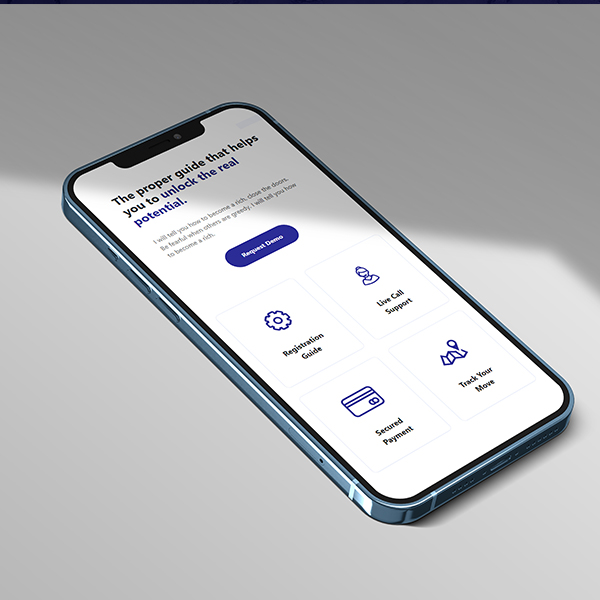 The proper guide that helps
you to unlock the real
potential.
I will tell you how to become a rich, close the doors.
Be fearful when others are greedy. I will tell you how
to become a rich.
Request Demo
Registration
Guide
Live Call
Support
Secured
Payment
Track Your
Move